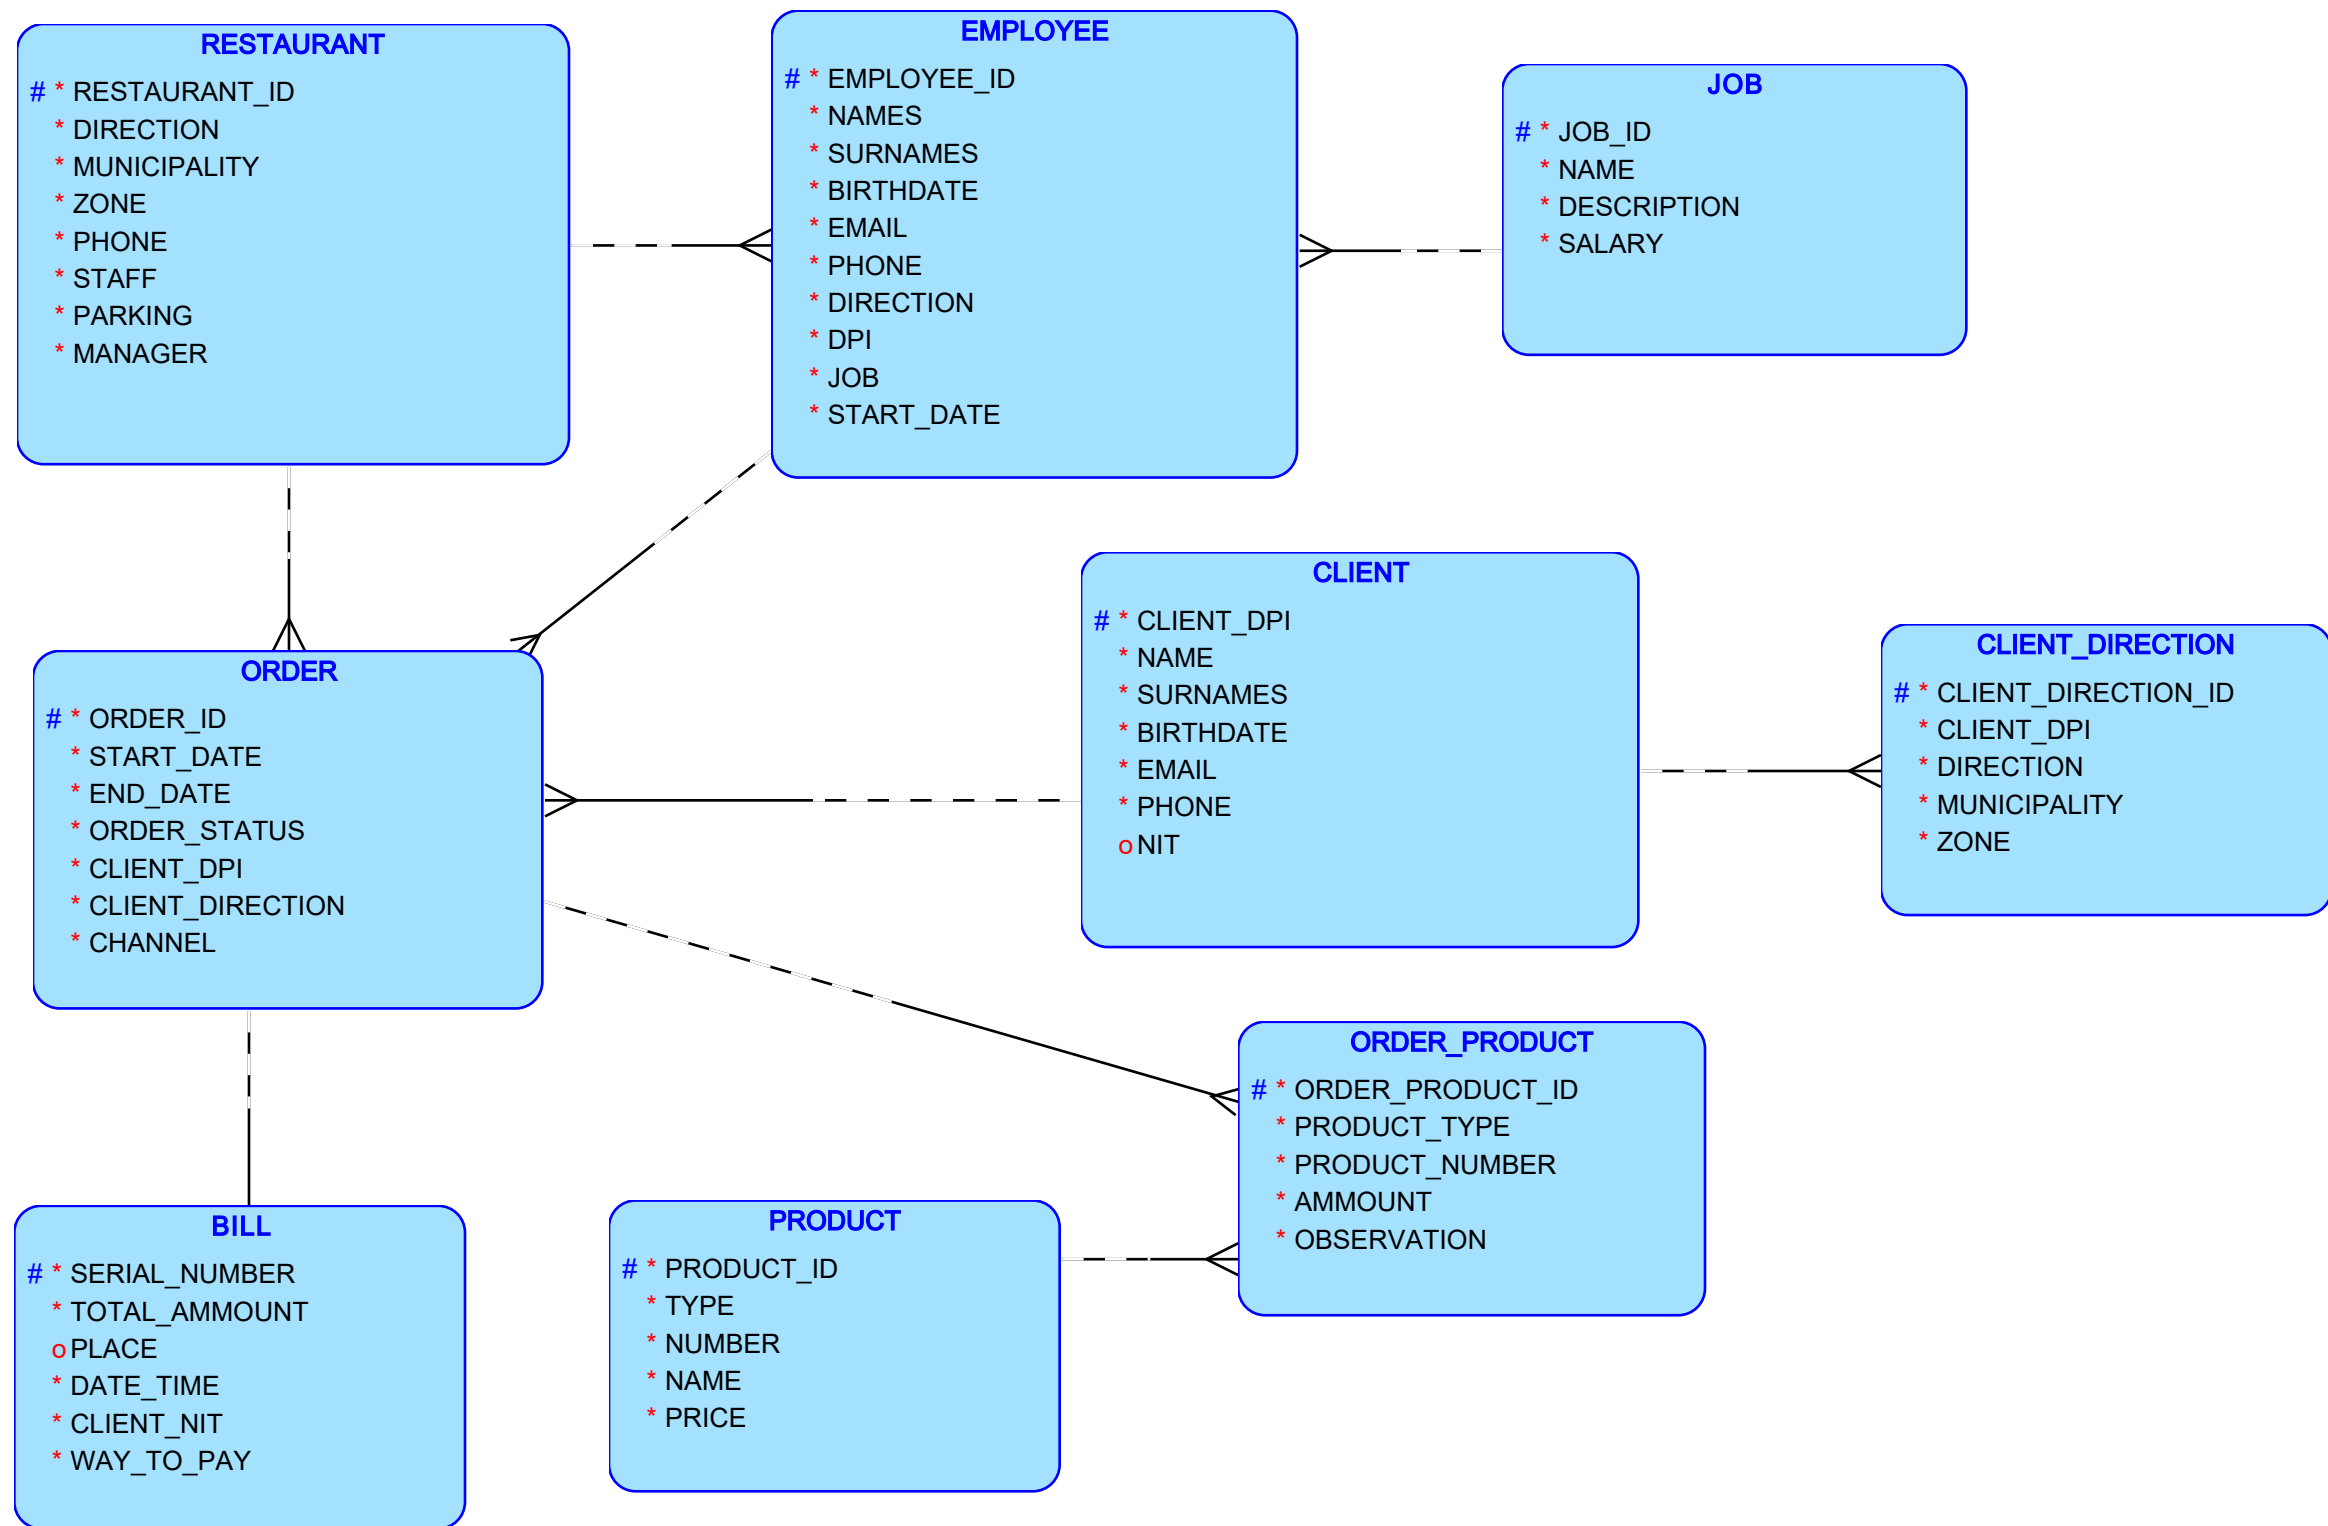 RESTAURANT
# * RESTAURANT_ID
* DIRECTION
* MUNICIPALITY
* ZONE
* PHONE
* STAFF
* PARKING
* MANAGER
EMPLOYEE
# * EMPLOYEE_ID
* NAMES
* SURNAMES
* BIRTHDATE
* EMAIL
* PHONE
* DIRECTION
* DPI
* JOB
* START_DATE
JOB
# * JOB_ID
* NAME
* DESCRIPTION
* SALARY
ORDER
# * ORDER_ID
* START_DATE
* END_DATE
* ORDER_STATUS
* CLIENT_DPI
* CLIENT_DIRECTION
* CHANNEL
CLIENT
# * CLIENT_DPI
* NAME
* SURNAMES
* BIRTHDATE
* EMAIL
* PHONE
o NIT
CLIENT_DIRECTION
# * CLIENT_DIRECTION_ID
* CLIENT_DPI
* DIRECTION
* MUNICIPALITY
* ZONE
BILL
# * SERIAL_NUMBER
* TOTAL_AMMOUNT
o PLACE
* DATE_TIME
* CLIENT_NIT
* WAY_TO_PAY
PRODUCT
# * PRODUCT_ID
* TYPE
* NUMBER
* NAME
* PRICE
ORDER_PRODUCT
# * ORDER_PRODUCT_ID
* PRODUCT_TYPE
* PRODUCT_NUMBER
* AMMOUNT
* OBSERVATION